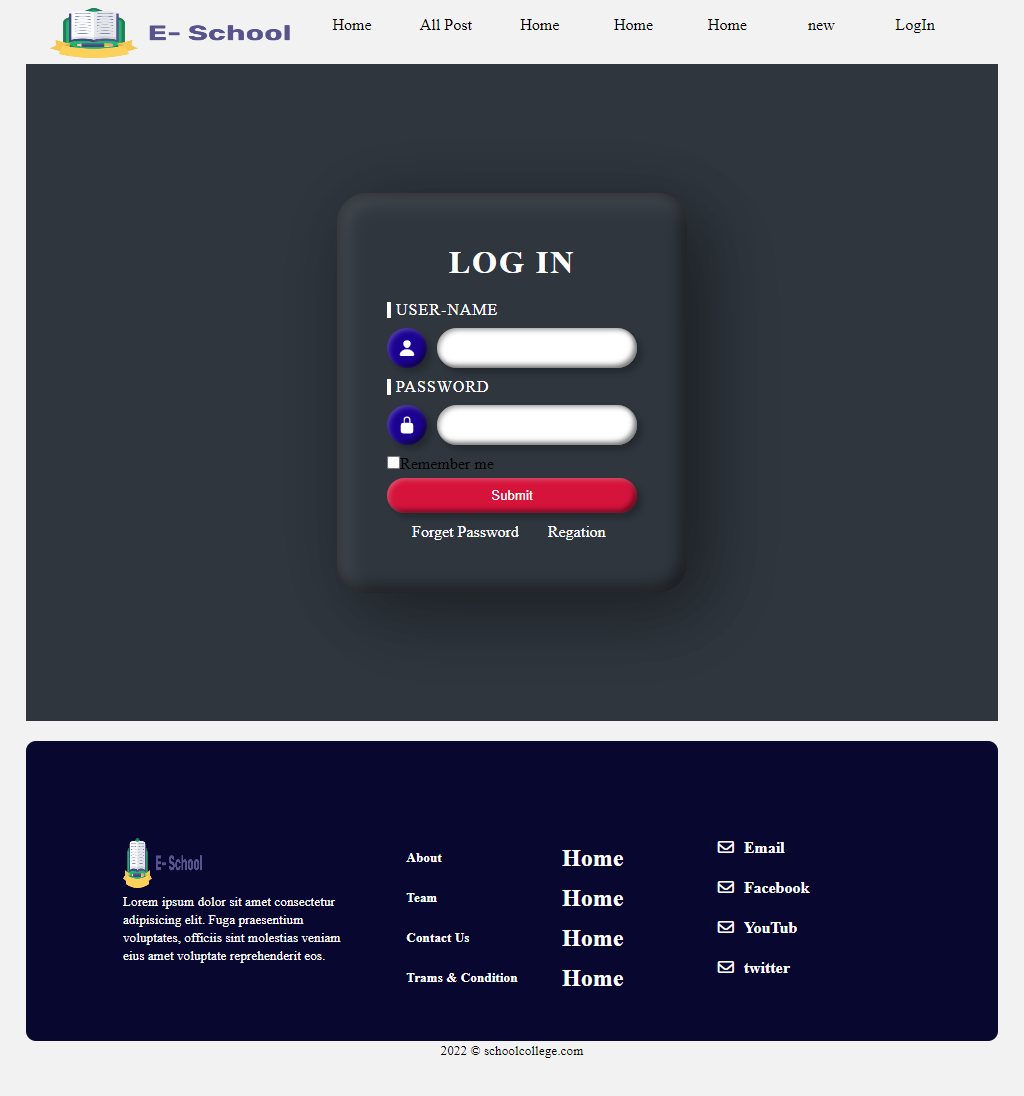 E- School
Home All Post Home Home Home new LogIn
LOG IN
USER-NAME
PASSWORD
Remember me
Submit
Forget Password Regation
E- School
Lorem ipsum dolor sit amet consectetur
adipisicing elit. Fuga praesentium
voluptates, officiis sint molestias veniam
eius amet voluptate reprehenderit eos.
About
Team
Contact Us
Trams & Condition
Home
Home
Home
Home
Email
Facebook
YouTub
twitter
2022 © schoolcollege.com